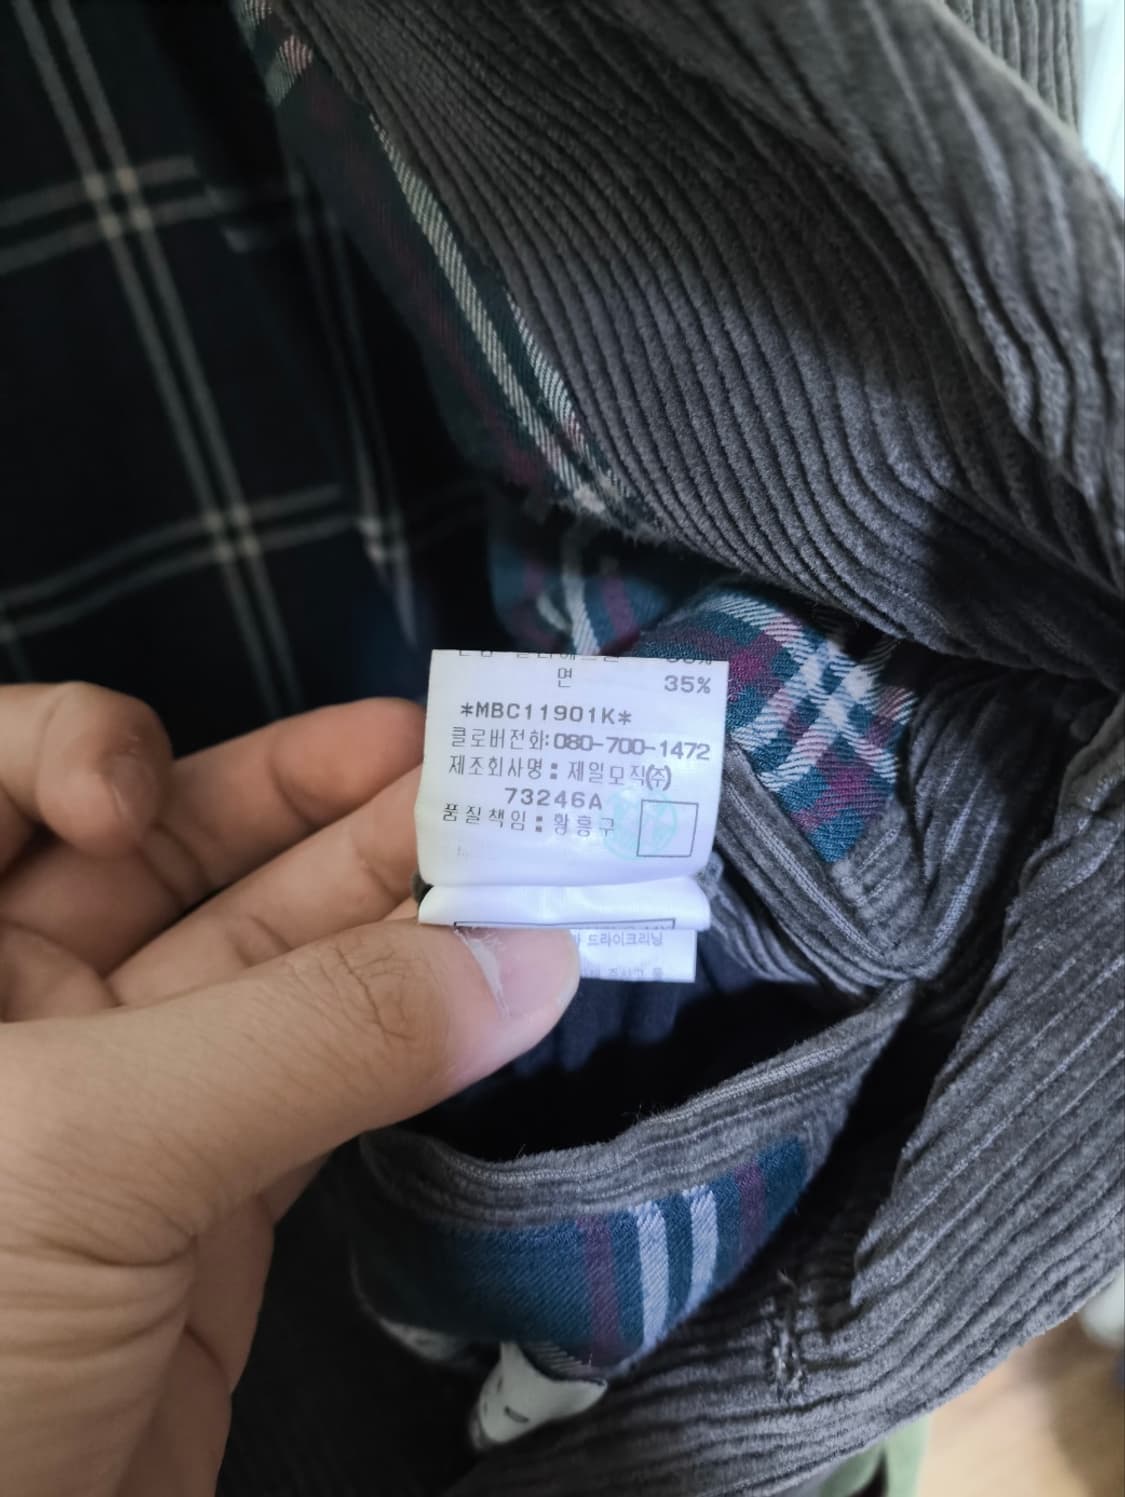 면 35%
*MBC11901K*
클로버전화:080-700-1472
제조회사명: 제일모직(주)
73246A
품질책임: 황흥구
드라이크리닝